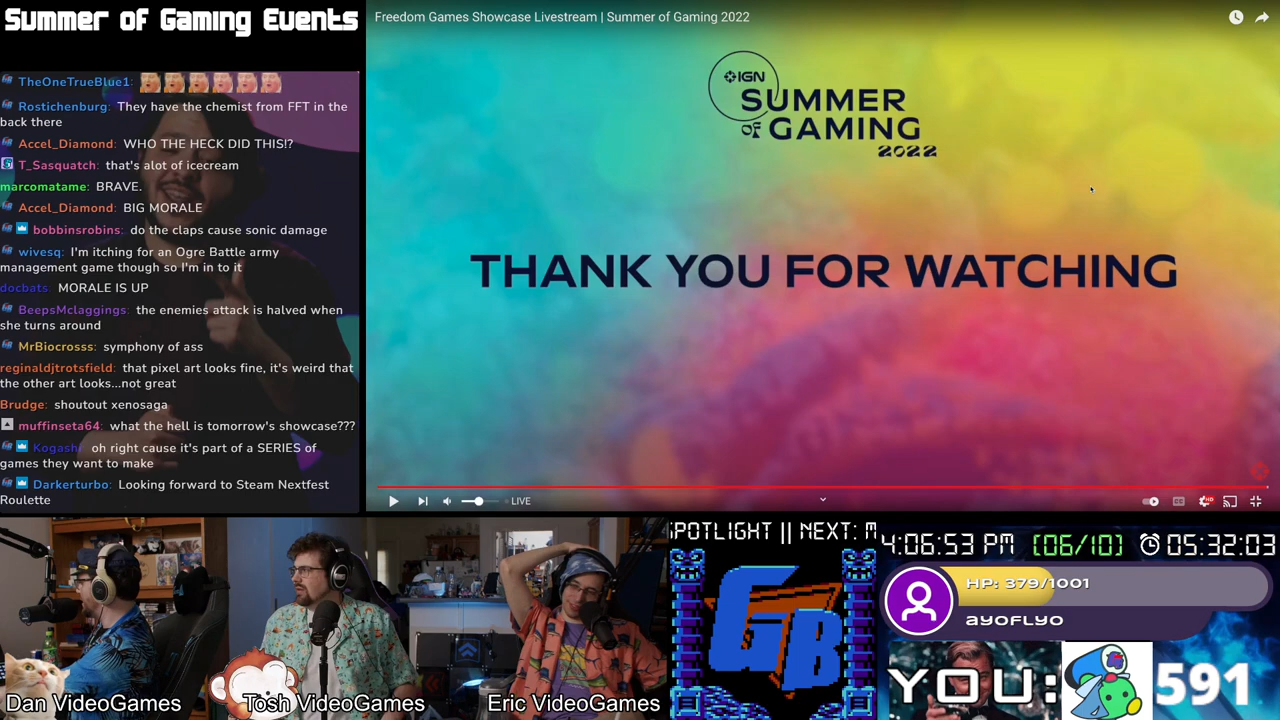 Summer of Gaming Events
Freedom Games Showcase Livestream | Summer of Gaming 2022
TheOneTrueBlue1:
Rostichenburg: They have the chemist from FFT in the
back there
Accel_Diamond: WHO THE HECK DID THIS!?
T_Sasquatch: that's alot of icecream
marcomatame: BRAVE.
Accel_Diamond: BIG MORALE
bobbinsrobins: do the claps cause sonic damage
wivesq: I'm itching for an Ogre Battle army
management game though so I'm in to it
docbats: MORALE IS UP
BeepsMclaggings: the enemies attack is halved when
she turns around
MrBiocrosss: symphony of ass
reginaldjtrotsfield: that pixel art looks fine, it's weird that
the other art looks...not great
Brudge: shoutout xenosaga
muffinseta64: what the hell is tomorrow's showcase???
Kogash: oh right cause it's part of a SERIES of
games they want to make
Darkerturbo: Looking forward to Steam Nextfest
Roulette
IGN
SUMMER
of GAMING
2022
THANK YOU FOR WATCHING
LIVE
HD
POTLIGHT || NEXT: M
4:06:53 PM [06/10] 05:32:03
HP: 379/1001
ayoflyo
GB
YOU: 591
Dan VideoGames
Tosh VideoGames
Eric VideoGames